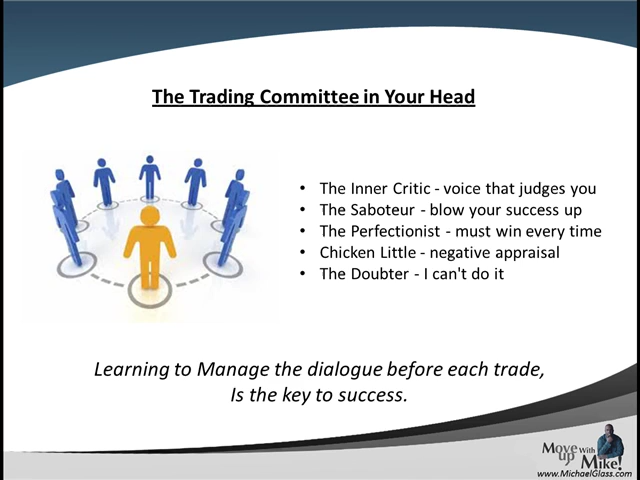 The Trading Committee in Your Head
• The Inner Critic - voice that judges you
• The Saboteur - blow your success up
• The Perfectionist - must win every time
• Chicken Little - negative appraisal
• The Doubter - I can't do it
Learning to Manage the dialogue before each trade,
Is the key to success.
Move up With Mike!
www.MichaelGlass.com